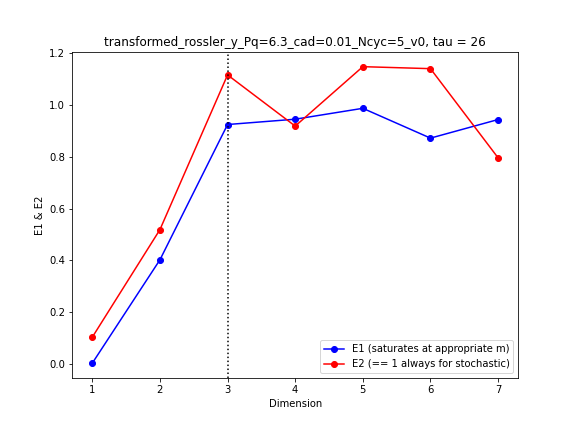 transformed_rossler_y_Pq=6.3_cad=0.01_Ncyc=5_v0, tau = 26
1.2
1.0
0.8
0.6
0.4
0.2
0.0
E1 & E2
E1 (saturates at appropriate m)
E2 (== 1 always for stochastic)
1 2 3 4 5 6 7
Dimension